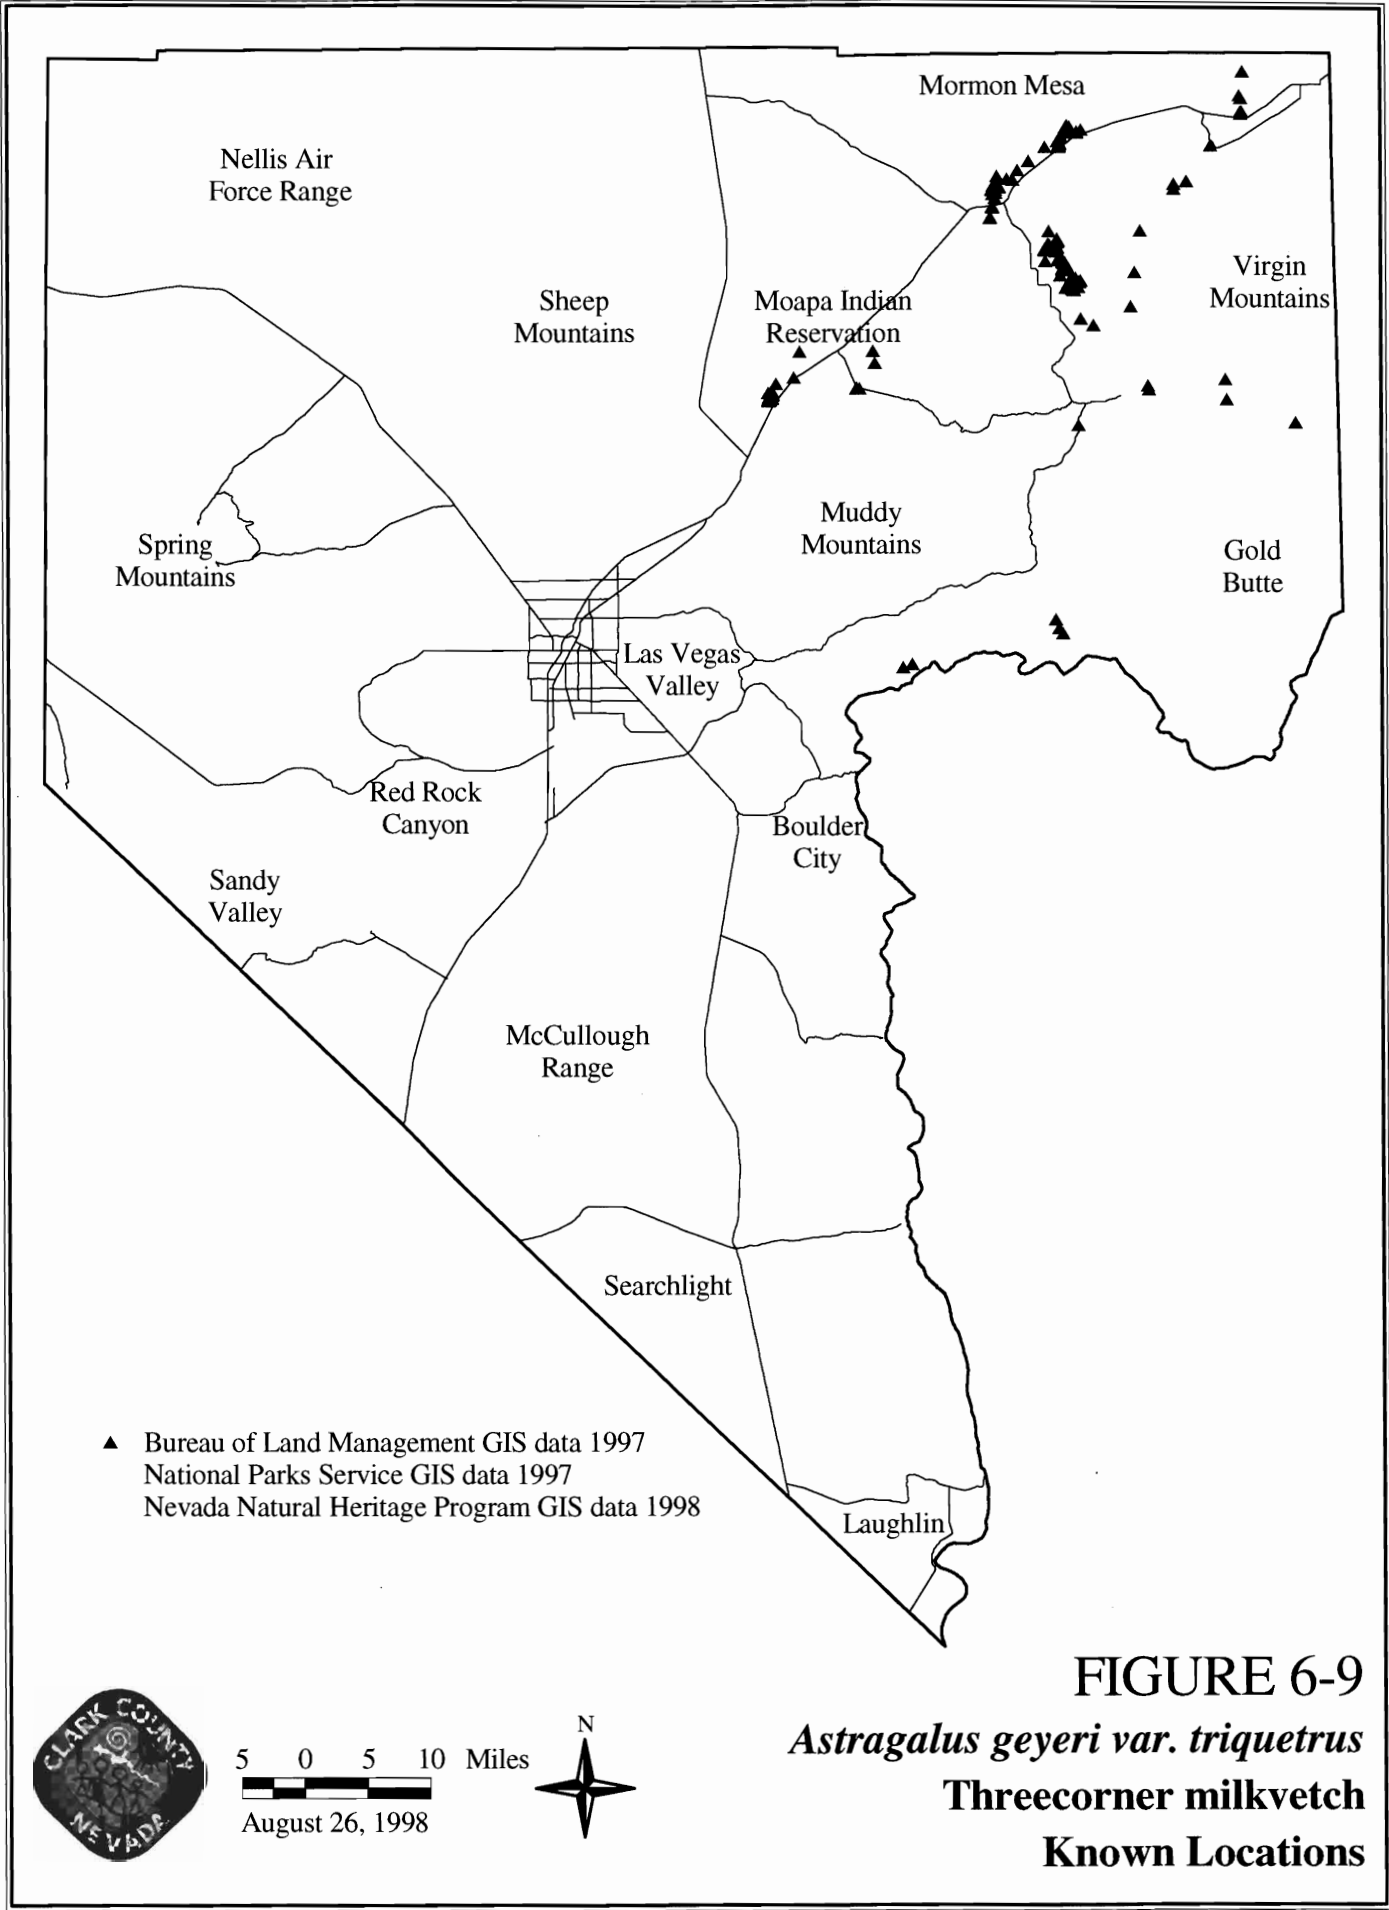 Mormon Mesa
Nellis Air
Force Range
Sheep
Mountains
Moapa Indian
Reservation
Virgin
Mountains
Muddy
Mountains
Spring
Mountains
Gold
Butte
Las Vegas
Valley
Red Rock
Canyon
Boulder
City
Sandy
Valley
McCullough
Range
Searchlight
Laughlin
▲ Bureau of Land Management GIS data 1997
National Parks Service GIS data 1997
Nevada Natural Heritage Program GIS data 1998
FIGURE 6-9
Astragalus geyeri var. triquetrus
Threecorner milkvetch
Known Locations
CLARK COUNTY
NEVADA
5 0 5 10 Miles
August 26, 1998
N